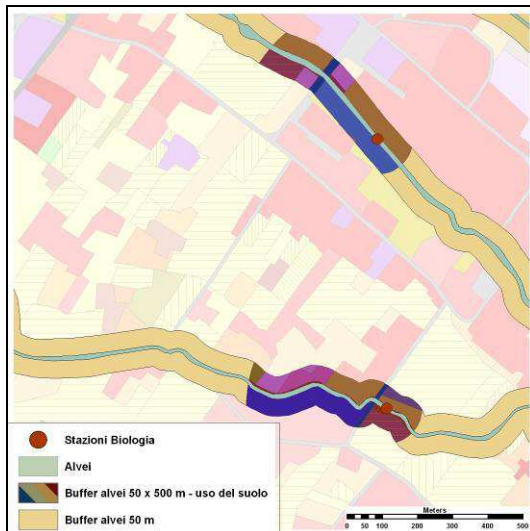 Stazioni Biologia
Alvei
Buffer alvei 50 x 500 m - uso del suolo
Buffer alvei 50 m
Meters
0 50 100 200 300 400 500